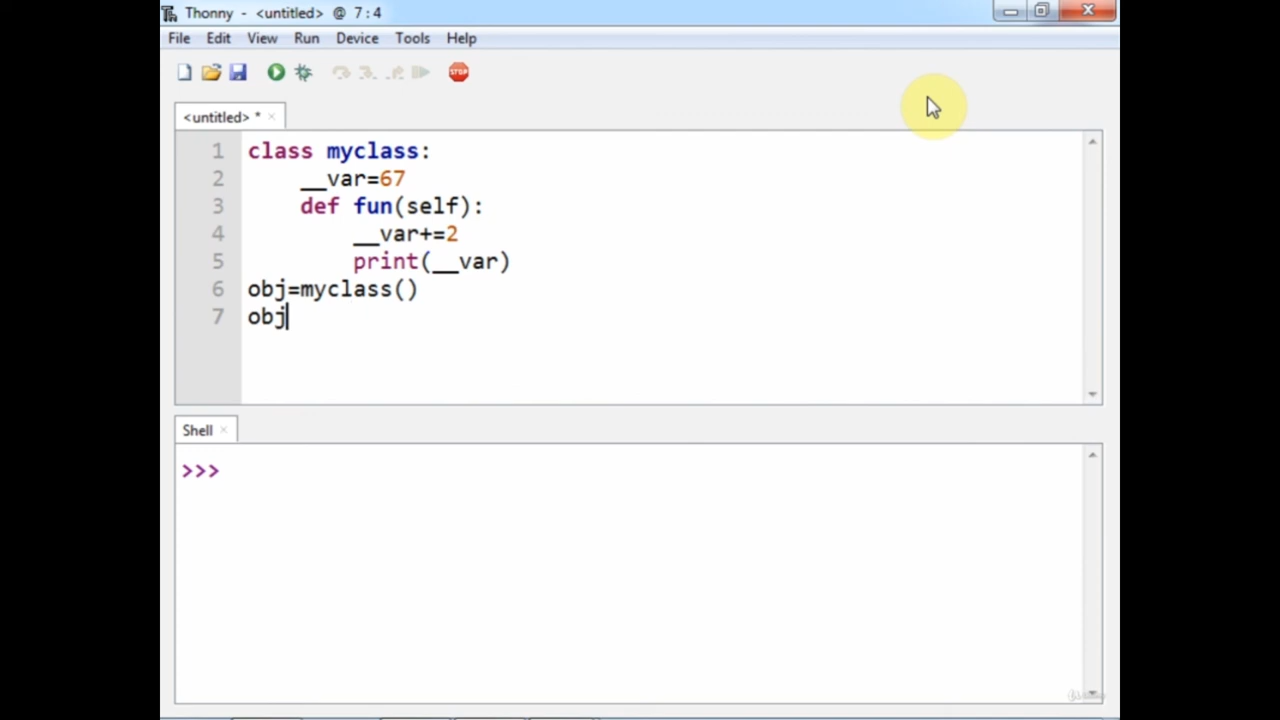 Thonny - <untitled> @ 7:4
File Edit View Run Device Tools Help
STOP
<untitled> *
1 class myclass:
2     __var=67
3     def fun(self):
4         __var+=2
5         print(__var)
6 obj=myclass()
7 obj
Shell
>>>